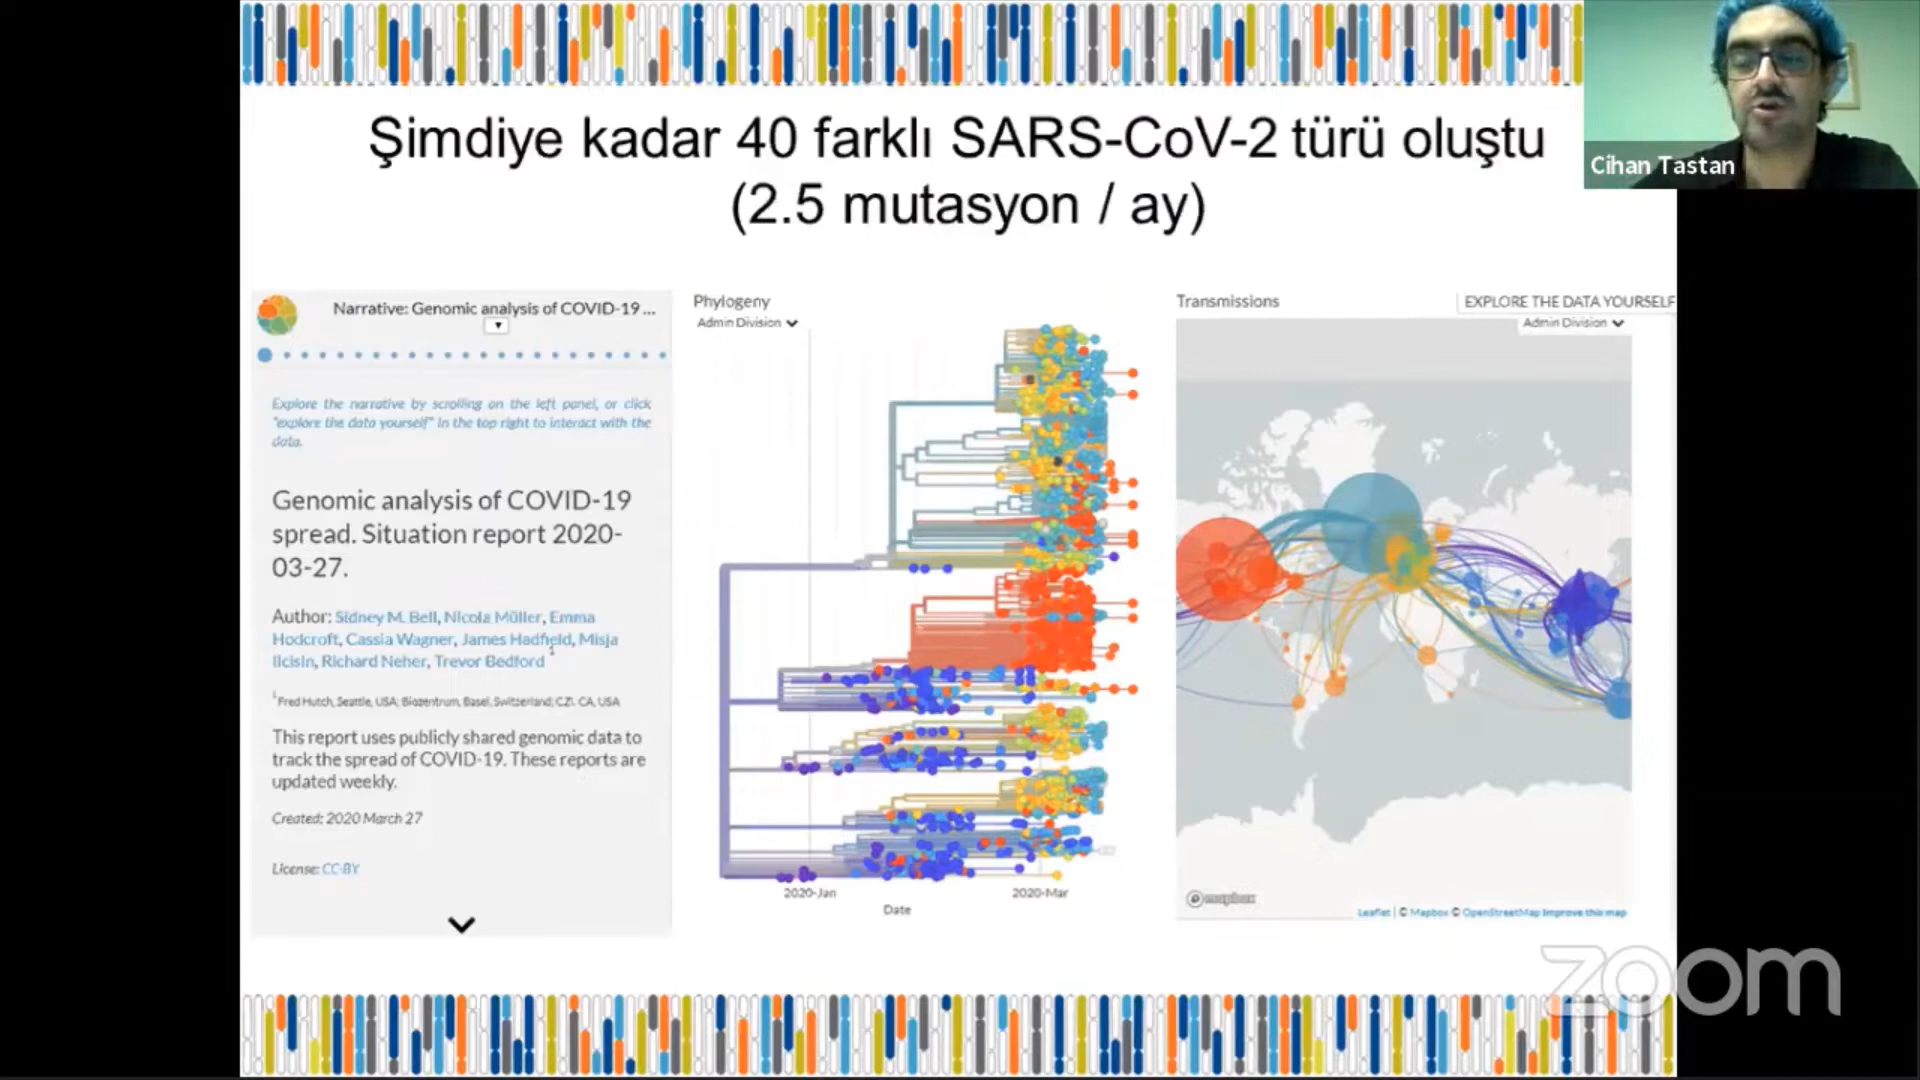 Şimdiye kadar 40 farklı SARS-CoV-2 türü oluştu
(2.5 mutasyon / ay)
Cihan Tastan
Narrative: Genomic analysis of COVID-19 ...
Explore the narrative by scrolling on the left panel, or click
"explore the data yourself" in the top right to interact with the
data.
Genomic analysis of COVID-19
spread. Situation report 2020-
03-27.
Author: Sidney M. Bell, Nicola Müller, Emma
Hodcroft, Cassia Wagner, James Hadfield, Misja
Ilcisin, Richard Neher, Trevor Bedford 1
1 Fred Hutch, Seattle, USA; Biozentrum, Basel, Switzerland; CZI, CA, USA
This report uses publicly shared genomic data to
track the spread of COVID-19. These reports are
updated weekly.
Created: 2020 March 27
License: CC-BY
Phylogeny
Admin Division
2020-Jan
2020-Mar
Date
Transmissions
EXPLORE THE DATA YOURSELF
Admin Division
mapbox
Leaflet | © Mapbox © OpenStreetMap Improve this map
zoom